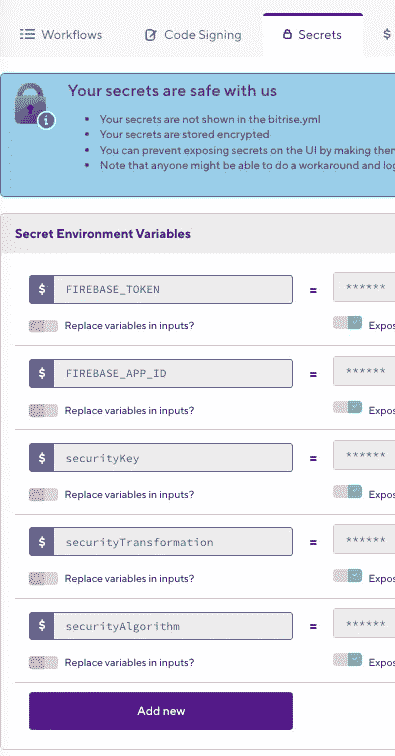 Workflows Code Signing Secrets $
Your secrets are safe with us
Your secrets are not shown in the bitrise.yml
Your secrets are stored encrypted
You can prevent exposing secrets on the UI by making them
Note that anyone might be able to do a workaround and log
Secret Environment Variables
$ FIREBASE_TOKEN = ******
Replace variables in inputs? Expos
$ FIREBASE_APP_ID = ******
Replace variables in inputs? Expos
$ securityKey = ******
Replace variables in inputs? Expos
$ securityTransformation = ******
Replace variables in inputs? Expos
$ securityAlgorithm = ******
Replace variables in inputs? Expos
Add new